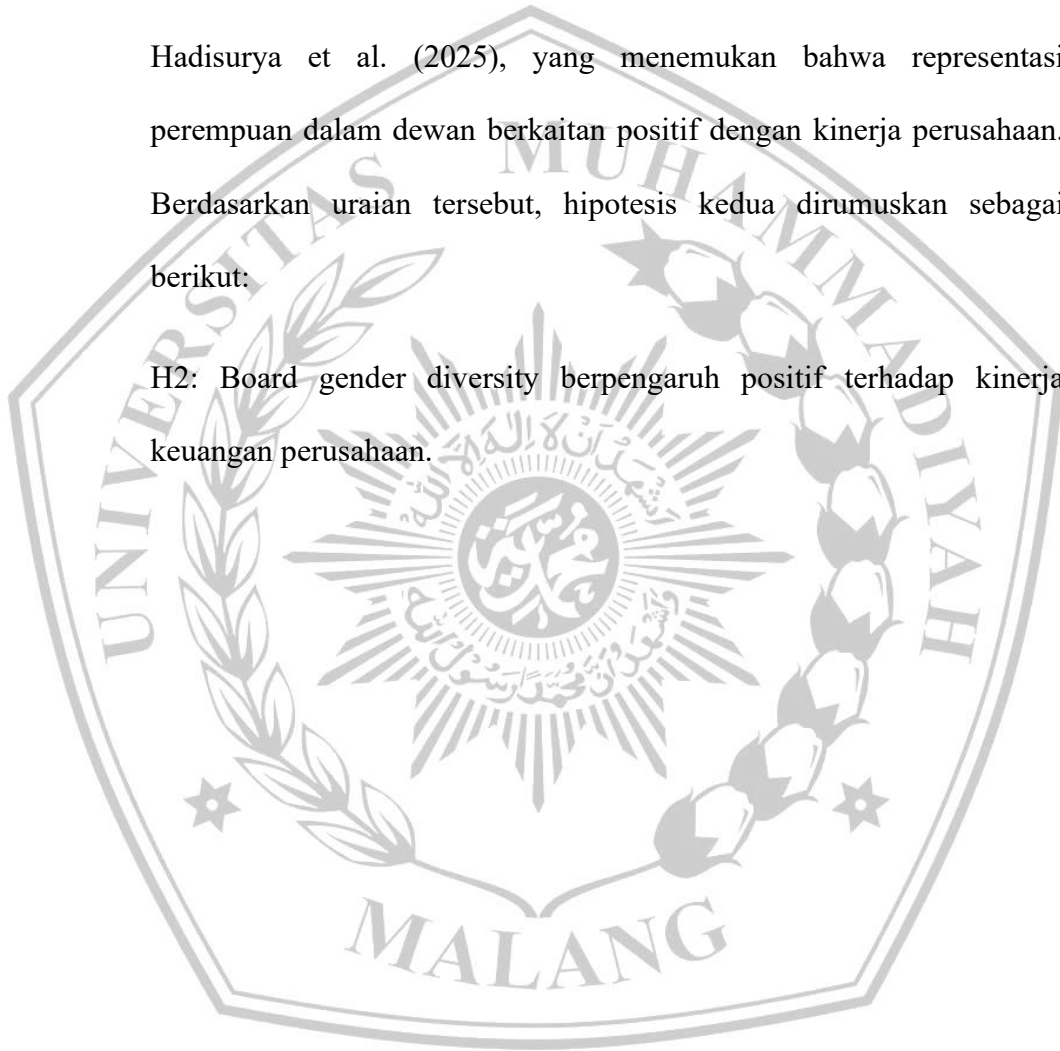 Hadisurya et al. (2025), yang menemukan bahwa representasi
perempuan dalam dewan berkaitan positif dengan kinerja perusahaan.
Berdasarkan uraian tersebut, hipotesis kedua dirumuskan sebagai
berikut:
H2: Board gender diversity berpengaruh positif terhadap kinerja
keuangan perusahaan.
UNIVERSITAS MUHAMMADIYAH
MALANG